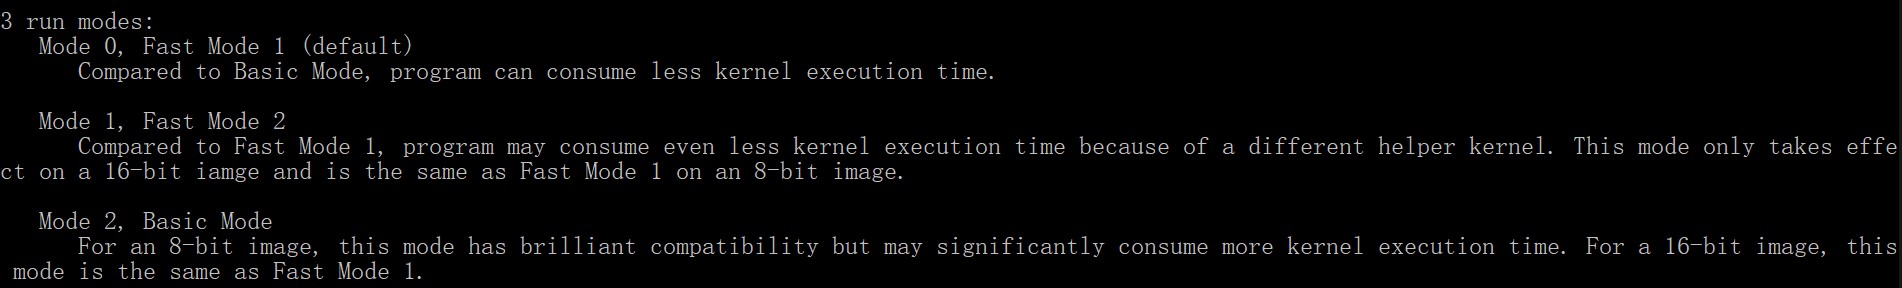 3 run modes:
Mode 0, Fast Mode 1 (default)
Compared to Basic Mode, program can consume less kernel execution time.
Mode 1, Fast Mode 2
Compared to Fast Mode 1, program may consume even less kernel execution time because of a different helper kernel. This mode only takes effe
ct on a 16-bit iamge and is the same as Fast Mode 1 on an 8-bit image.
Mode 2, Basic Mode
For an 8-bit image, this mode has brilliant compatibility but may significantly consume more kernel execution time. For a 16-bit image, this
mode is the same as Fast Mode 1.